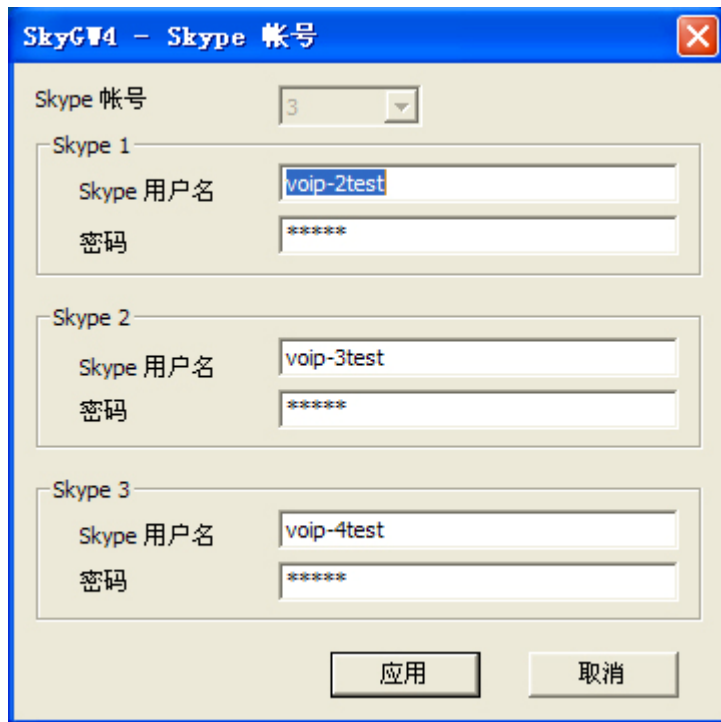 SkyGW4 - Skype 帐号
Skype 帐号 3
Skype 1
Skype 用户名 voip-2test
密码 *****
Skype 2
Skype 用户名 voip-3test
密码 *****
Skype 3
Skype 用户名 voip-4test
密码 *****
应用 取消